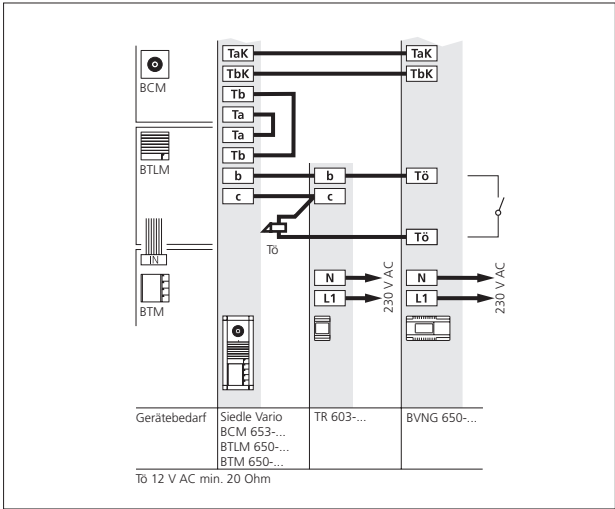 TaK TaK
BCM TbK TbK
Tb
Ta
Ta
BTLM Tb
b b Tö
c c
Tö Tö
IN N N
BTM L1 230 V AC L1 230 V AC
Gerätebedarf Siedle Vario TR 603-... BVNG 650-...
BCM 653-...
BTLM 650-...
BTM 650-...
Tö 12 V AC min. 20 Ohm